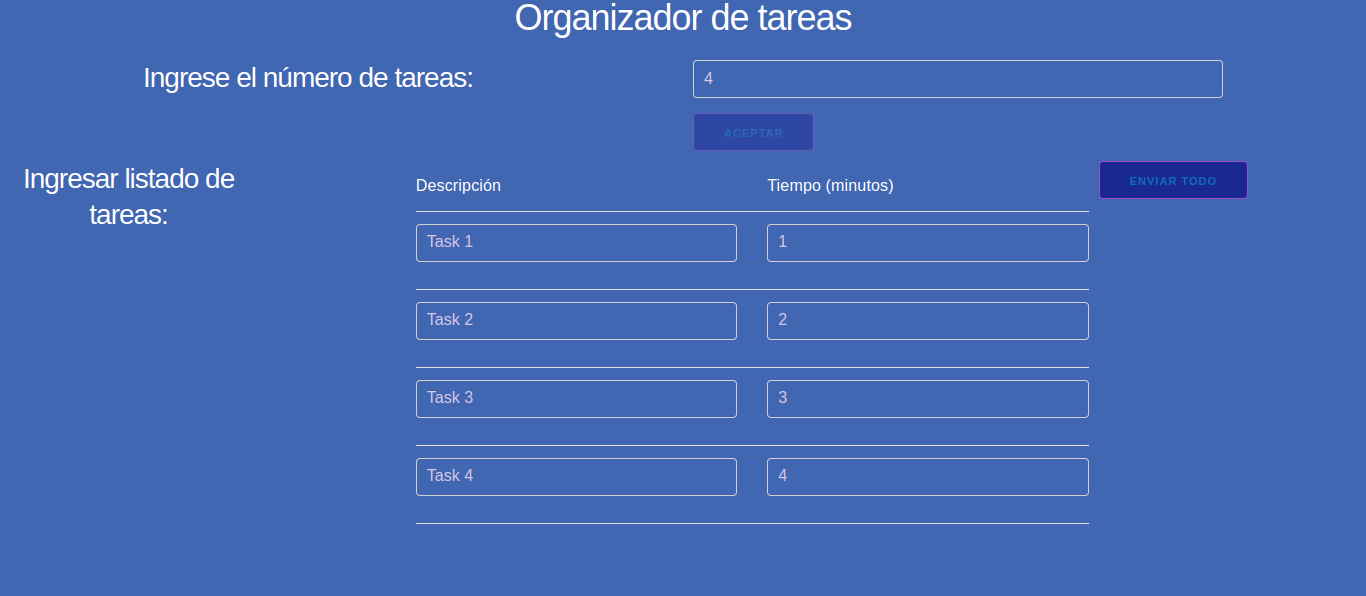 Organizador de tareas
Ingrese el número de tareas:
4
ACEPTAR
Ingresar listado de
tareas:
Descripción
Tiempo (minutos)
ENVIAR TODO
Task 1
1
Task 2
2
Task 3
3
Task 4
4